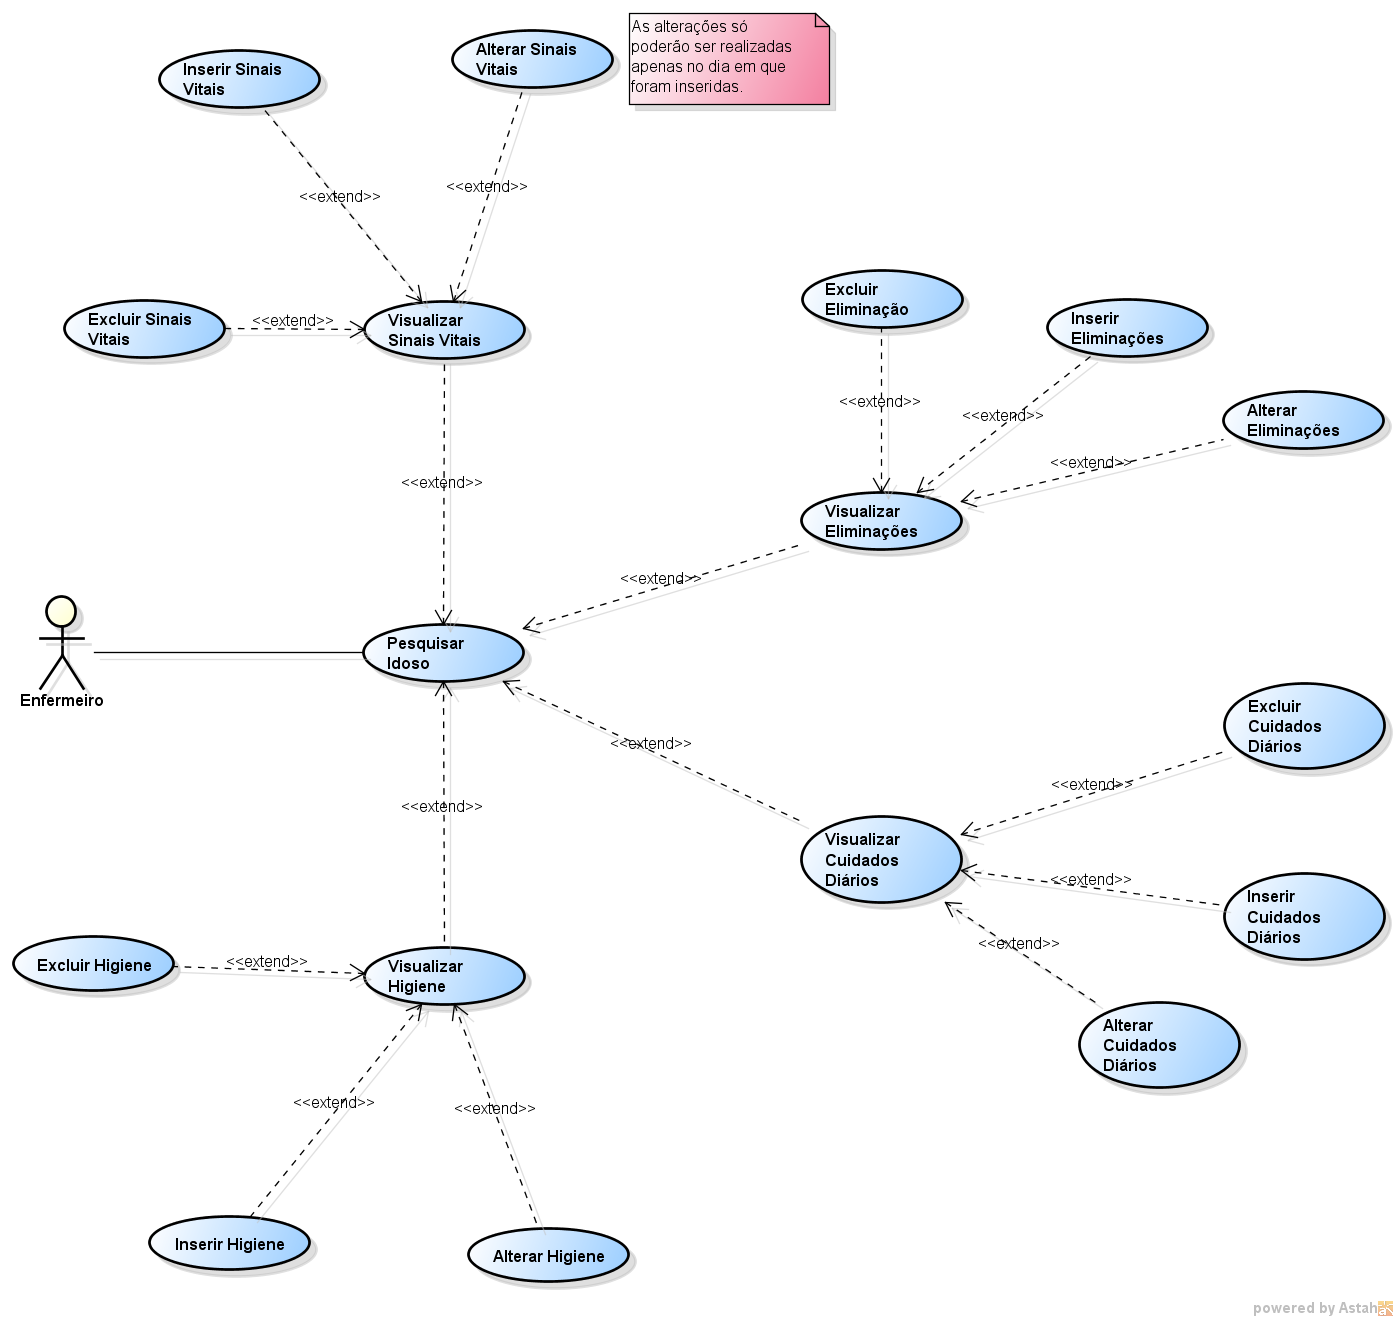 As alterações só
poderão ser realizadas
apenas no dia em que
foram inseridas.
Inserir Sinais
Vitais
Alterar Sinais
Vitais
<<extend>>
<<extend>>
Excluir Sinais
Vitais
<<extend>>
Visualizar
Sinais Vitais
Excluir
Eliminação
Inserir
Eliminações
Alterar
Eliminações
<<extend>>
<<extend>>
<<extend>>
<<extend>>
Visualizar
Eliminações
<<extend>>
Enfermeiro
Pesquisar
Idoso
<<extend>>
<<extend>>
Excluir
Cuidados
Diários
<<extend>>
Visualizar
Cuidados
Diários
<<extend>>
Inserir
Cuidados
Diários
<<extend>>
Alterar
Cuidados
Diários
Excluir Higiene
<<extend>>
Visualizar
Higiene
<<extend>>
<<extend>>
Inserir Higiene
Alterar Higiene
powered by Astah